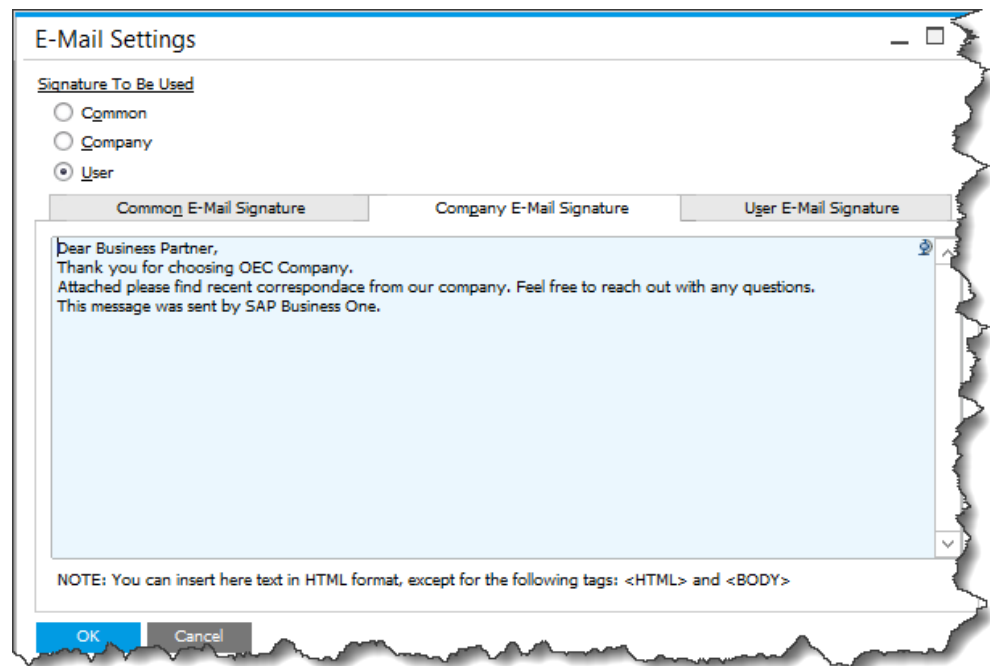 E-Mail Settings
Signature To Be Used
Common
Company
User
Common E-Mail Signature Company E-Mail Signature User E-Mail Signature
Dear Business Partner,
Thank you for choosing OEC Company.
Attached please find recent correspondace from our company. Feel free to reach out with any questions.
This message was sent by SAP Business One.
NOTE: You can insert here text in HTML format, except for the following tags: <HTML> and <BODY>
OK Cancel